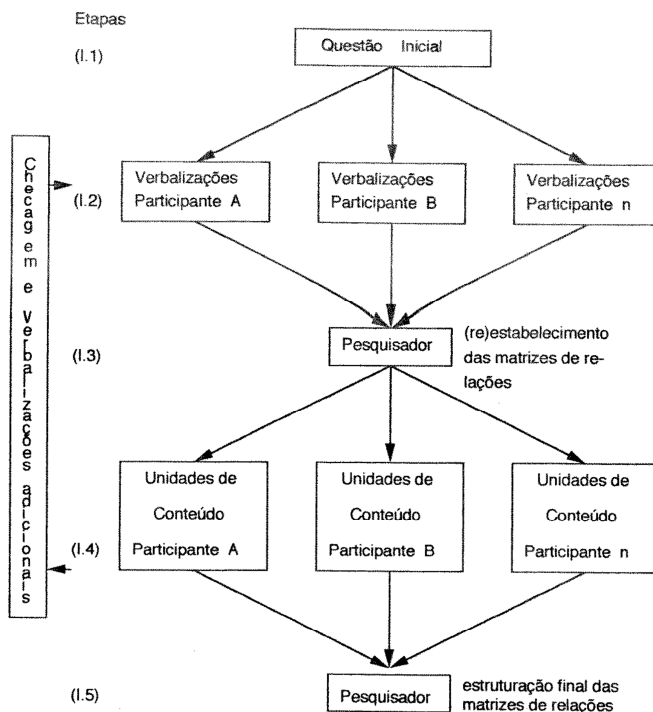 Etapas
(I.1)
Questão Inicial
Checagem e Verbalizações adicionais
(I.2)
Verbalizações
Participante A
Verbalizações
Participante B
Verbalizações
Participante n
(I.3)
Pesquisador
(re)estabelecimento
das matrizes de re-
lações
(I.4)
Unidades de
Conteúdo
Participante A
Unidades de
Conteúdo
Participante B
Unidades de
Conteúdo
Participante n
(I.5)
Pesquisador
estruturação final das
matrizes de relações